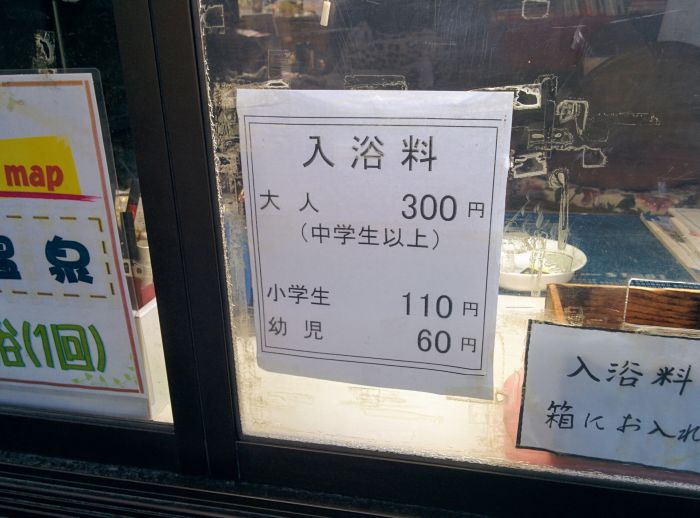 map
温泉
浴(1回)
入浴料
大人 300円
(中学生以上)
小学生 110円
幼児 60円
入浴料
箱にお入れ